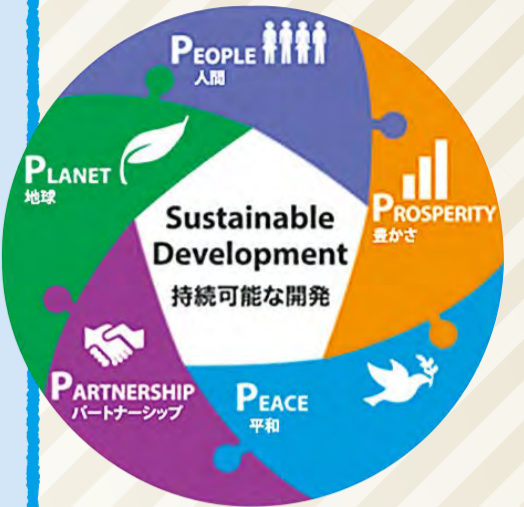 PEOPLE
人間
PROSPERITY
豊かさ
PEACE
平和
PARTNERSHIP
パートナーシップ
PLANET
地球
Sustainable
Development
持続可能な開発